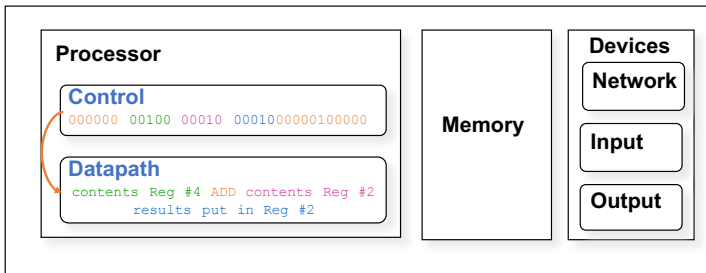 Processor
Control
000000 00100 00010 0001000000100000
Datapath
contents Reg #4 ADD contents Reg #2
results put in Reg #2
Memory
Devices
Network
Input
Output